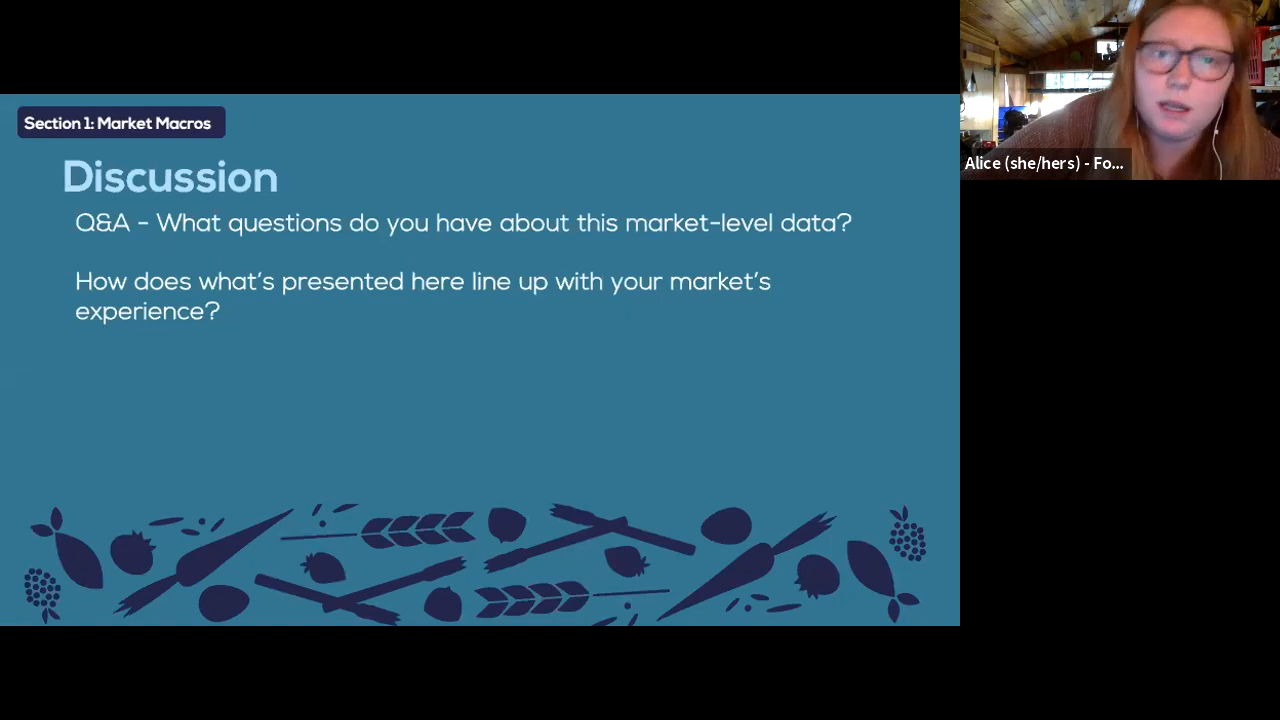 Section 1: Market Macros
Discussion
Q&A - What questions do you have about this market-level data?
How does what's presented here line up with your market's
experience?
Alice (she/hers) - Fo...